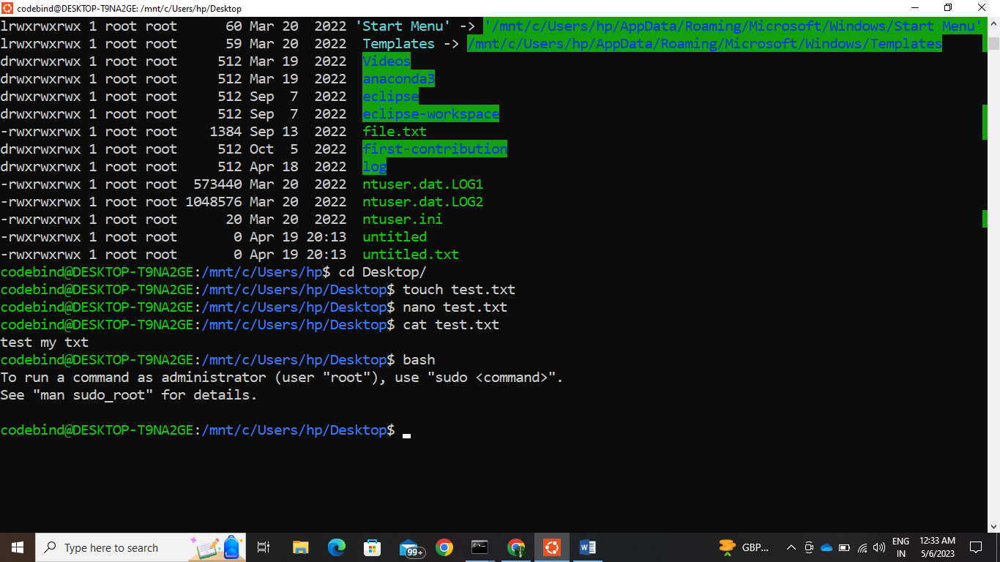 codebind@DESKTOP-T9NA2GE: /mnt/c/Users/hp/Desktop
lrwxrwxrwx 1 root root      60 Mar 20  2022 'Start Menu' -> '/mnt/c/Users/hp/AppData/Roaming/Microsoft/Windows/Start Menu'
lrwxrwxrwx 1 root root      59 Mar 20  2022  Templates -> /mnt/c/Users/hp/AppData/Roaming/Microsoft/Windows/Templates
drwxrwxrwx 1 root root     512 Mar 19  2022  Videos
drwxrwxrwx 1 root root     512 Mar 19  2022  anaconda3
drwxrwxrwx 1 root root     512 Sep  7  2022  eclipse
drwxrwxrwx 1 root root     512 Sep  7  2022  eclipse-workspace
-rwxrwxrwx 1 root root    1384 Sep 13  2022  file.txt
drwxrwxrwx 1 root root     512 Oct  5  2022  first-contribution
drwxrwxrwx 1 root root     512 Apr 18  2022  log
-rwxrwxrwx 1 root root  573440 Mar 20  2022  ntuser.dat.LOG1
-rwxrwxrwx 1 root root 1048576 Mar 20  2022  ntuser.dat.LOG2
-rwxrwxrwx 1 root root      20 Mar 20  2022  ntuser.ini
-rwxrwxrwx 1 root root       0 Apr 19 20:13  untitled
-rwxrwxrwx 1 root root       0 Apr 19 20:13  untitled.txt
codebind@DESKTOP-T9NA2GE:/mnt/c/Users/hp$ cd Desktop/
codebind@DESKTOP-T9NA2GE:/mnt/c/Users/hp/Desktop$ touch test.txt
codebind@DESKTOP-T9NA2GE:/mnt/c/Users/hp/Desktop$ nano test.txt
codebind@DESKTOP-T9NA2GE:/mnt/c/Users/hp/Desktop$ cat test.txt
test my txt
codebind@DESKTOP-T9NA2GE:/mnt/c/Users/hp/Desktop$ bash
To run a command as administrator (user "root"), use "sudo <command>".
See "man sudo_root" for details.
codebind@DESKTOP-T9NA2GE:/mnt/c/Users/hp/Desktop$
Type here to search
99+
GBP...
ENG
IN
12:33 AM
5/6/2023